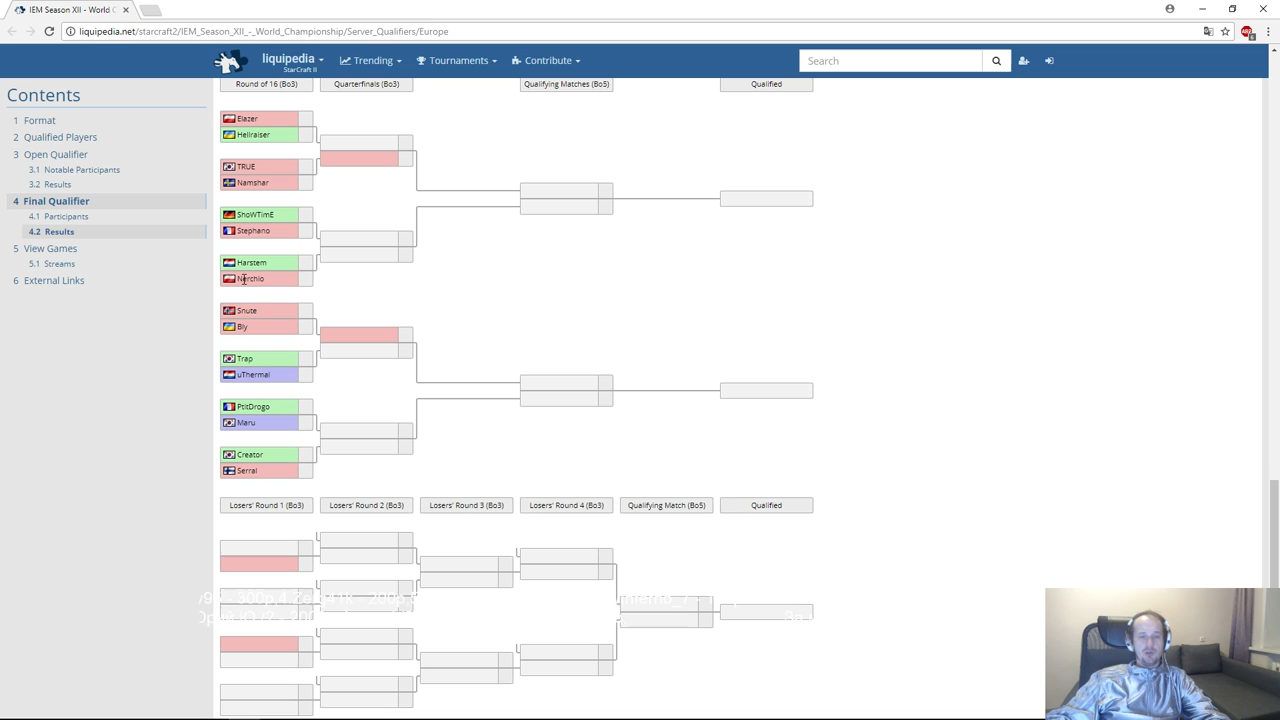 IEM Season XII - World C
liquipedia.net/starcraft2/IEM_Season_XII_-_World_Championship/Server_Qualifiers/Europe
liquipedia
StarCraft II
Trending
Tournaments
Contribute
Search
Contents
1 Format
2 Qualified Players
3 Open Qualifier
3.1 Notable Participants
3.2 Results
4 Final Qualifier
4.1 Participants
4.2 Results
5 View Games
5.1 Streams
6 External Links
Round of 16 (Bo3)
Quarterfinals (Bo3)
Qualifying Matches (Bo5)
Qualified
Elazer
Hellraiser
TRUE
Namshar
ShoWTimE
Stephano
Harstem
Nerchio
Snute
Bly
Trap
uThermal
PtitDrogo
Maru
Creator
Serral
Losers' Round 1 (Bo3)
Losers' Round 2 (Bo3)
Losers' Round 3 (Bo3)
Losers' Round 4 (Bo3)
Qualifying Match (Bo5)
Qualified